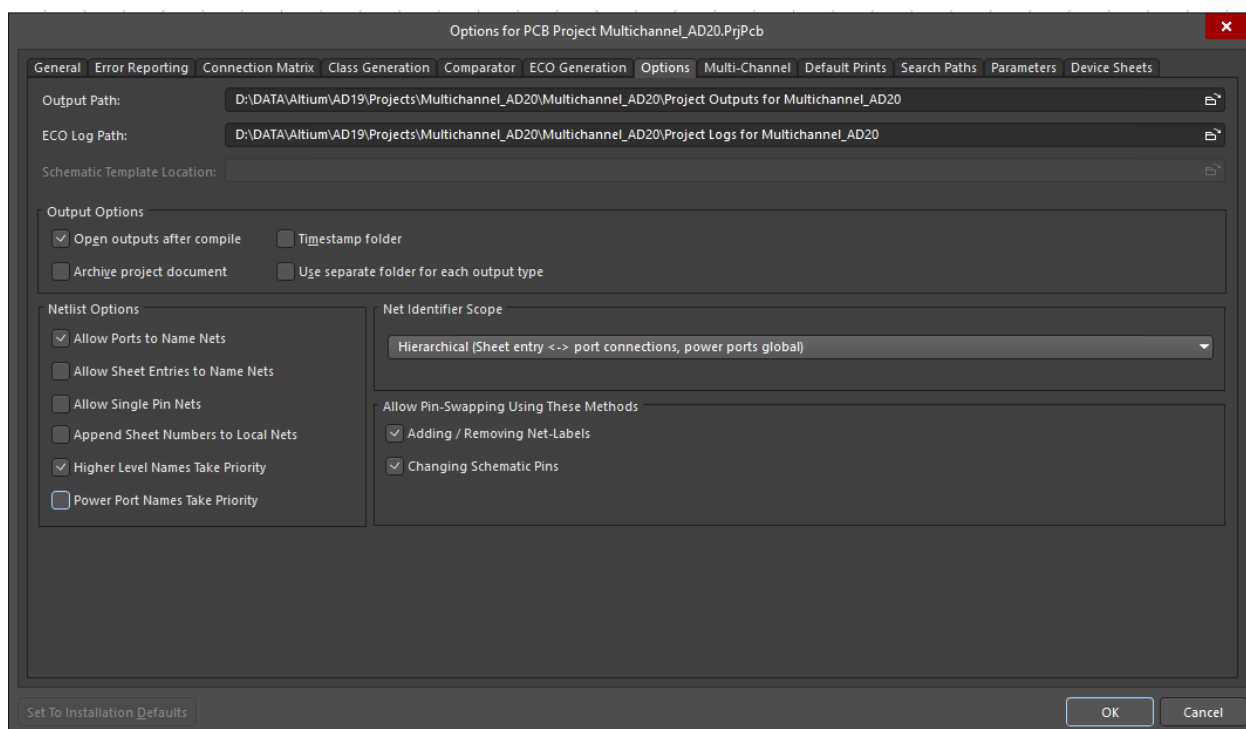 Options for PCB Project Multichannel_AD20.PrjPcb
General Error Reporting Connection Matrix Class Generation Comparator ECO Generation Options Multi-Channel Default Prints Search Paths Parameters Device Sheets
Output Path: D:\DATA\Altium\AD19\Projects\Multichannel_AD20\Multichannel_AD20\Project Outputs for Multichannel_AD20
ECO Log Path: D:\DATA\Altium\AD19\Projects\Multichannel_AD20\Multichannel_AD20\Project Logs for Multichannel_AD20
Schematic Template Location:
Output Options
Open outputs after compile Timestamp folder
Archive project document Use separate folder for each output type
Netlist Options
Allow Ports to Name Nets
Allow Sheet Entries to Name Nets
Allow Single Pin Nets
Append Sheet Numbers to Local Nets
Higher Level Names Take Priority
Power Port Names Take Priority
Net Identifier Scope
Hierarchical (Sheet entry <-> port connections, power ports global)
Allow Pin-Swapping Using These Methods
Adding / Removing Net-Labels
Changing Schematic Pins
Set To Installation Defaults OK Cancel